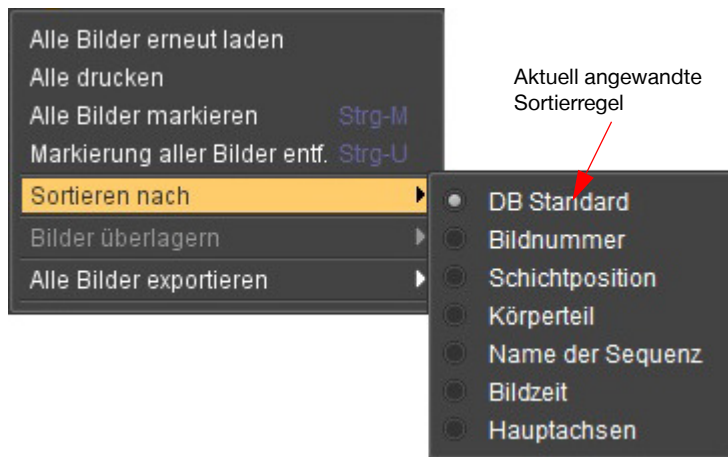 Alle Bilder erneut laden
Alle drucken
Alle Bilder markieren Strg-M
Markierung aller Bilder entf. Strg-U
Sortieren nach
Bilder überlagern
Alle Bilder exportieren
Aktuell angewandte
Sortierregel
DB Standard
Bildnummer
Schichtposition
Körperteil
Name der Sequenz
Bildzeit
Hauptachsen